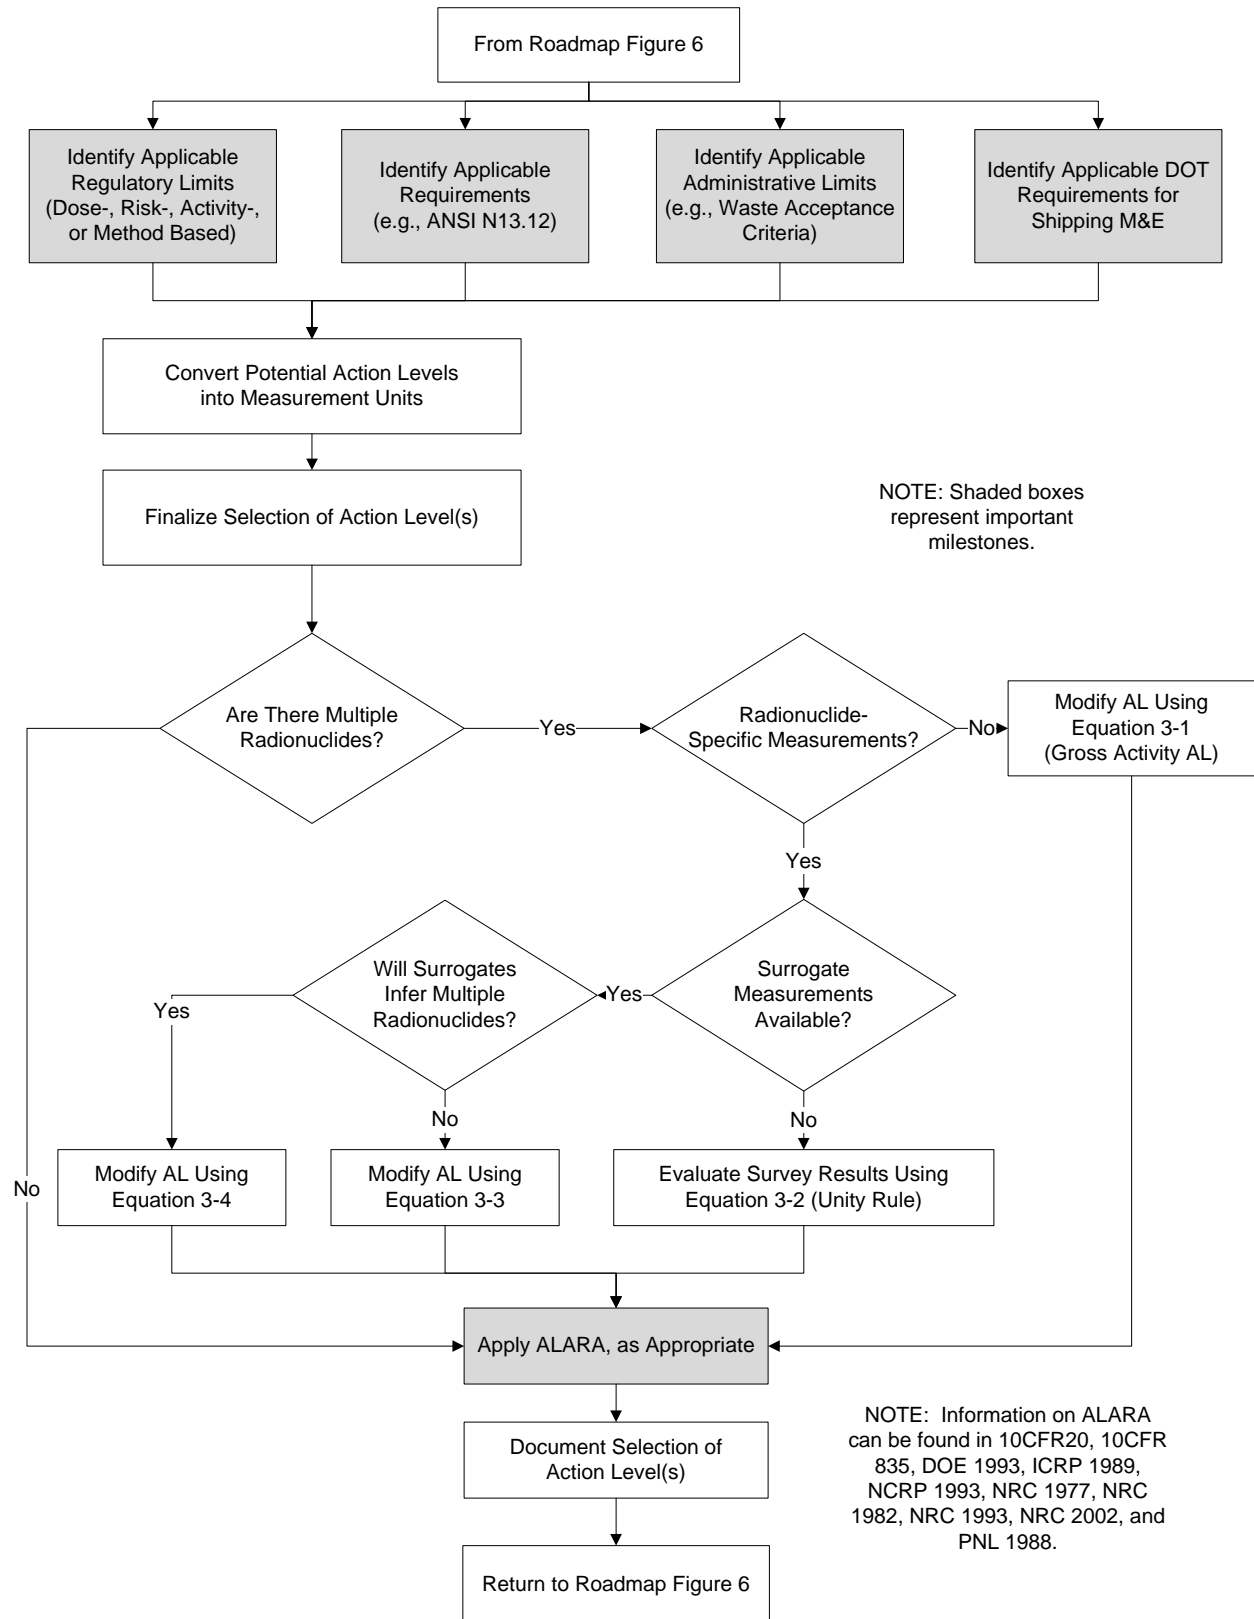 From Roadmap Figure 6
Identify Applicable
Regulatory Limits
(Dose-, Risk-, Activity-,
or Method Based)
Identify Applicable
Requirements
(e.g., ANSI N13.12)
Identify Applicable
Administrative Limits
(e.g., Waste Acceptance
Criteria)
Identify Applicable DOT
Requirements for
Shipping M&E
Convert Potential Action Levels
into Measurement Units
Finalize Selection of Action Level(s)
NOTE: Shaded boxes
represent important
milestones.
Are There Multiple
Radionuclides?
Yes
Radionuclide-
Specific Measurements?
No
Modify AL Using
Equation 3-1
(Gross Activity AL)
Yes
Will Surrogates
Infer Multiple
Radionuclides?
Yes
Surrogate
Measurements
Available?
Yes
No
No
No
Modify AL Using
Equation 3-4
Modify AL Using
Equation 3-3
Evaluate Survey Results Using
Equation 3-2 (Unity Rule)
Apply ALARA, as Appropriate
Document Selection of
Action Level(s)
NOTE: Information on ALARA
can be found in 10CFR20, 10CFR
835, DOE 1993, ICRP 1989,
NCRP 1993, NRC 1977, NRC
1982, NRC 1993, NRC 2002, and
PNL 1988.
Return to Roadmap Figure 6